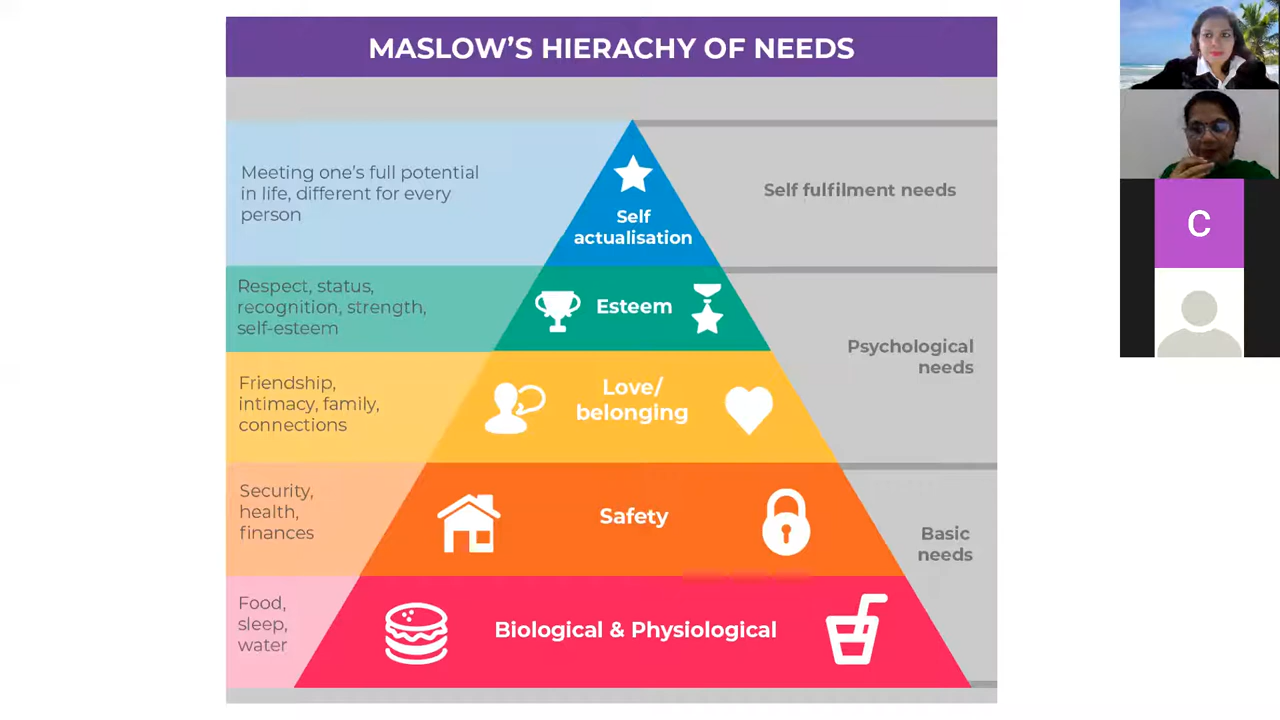 MASLOW'S HIERACHY OF NEEDS
Meeting one's full potential
in life, different for every
person
Self
actualisation
Self fulfilment needs
Respect, status,
recognition, strength,
self-esteem
Esteem
Psychological
needs
Friendship,
intimacy, family,
connections
Love/
belonging
Security,
health,
finances
Safety
Basic
needs
Food,
sleep,
water
Biological & Physiological
C